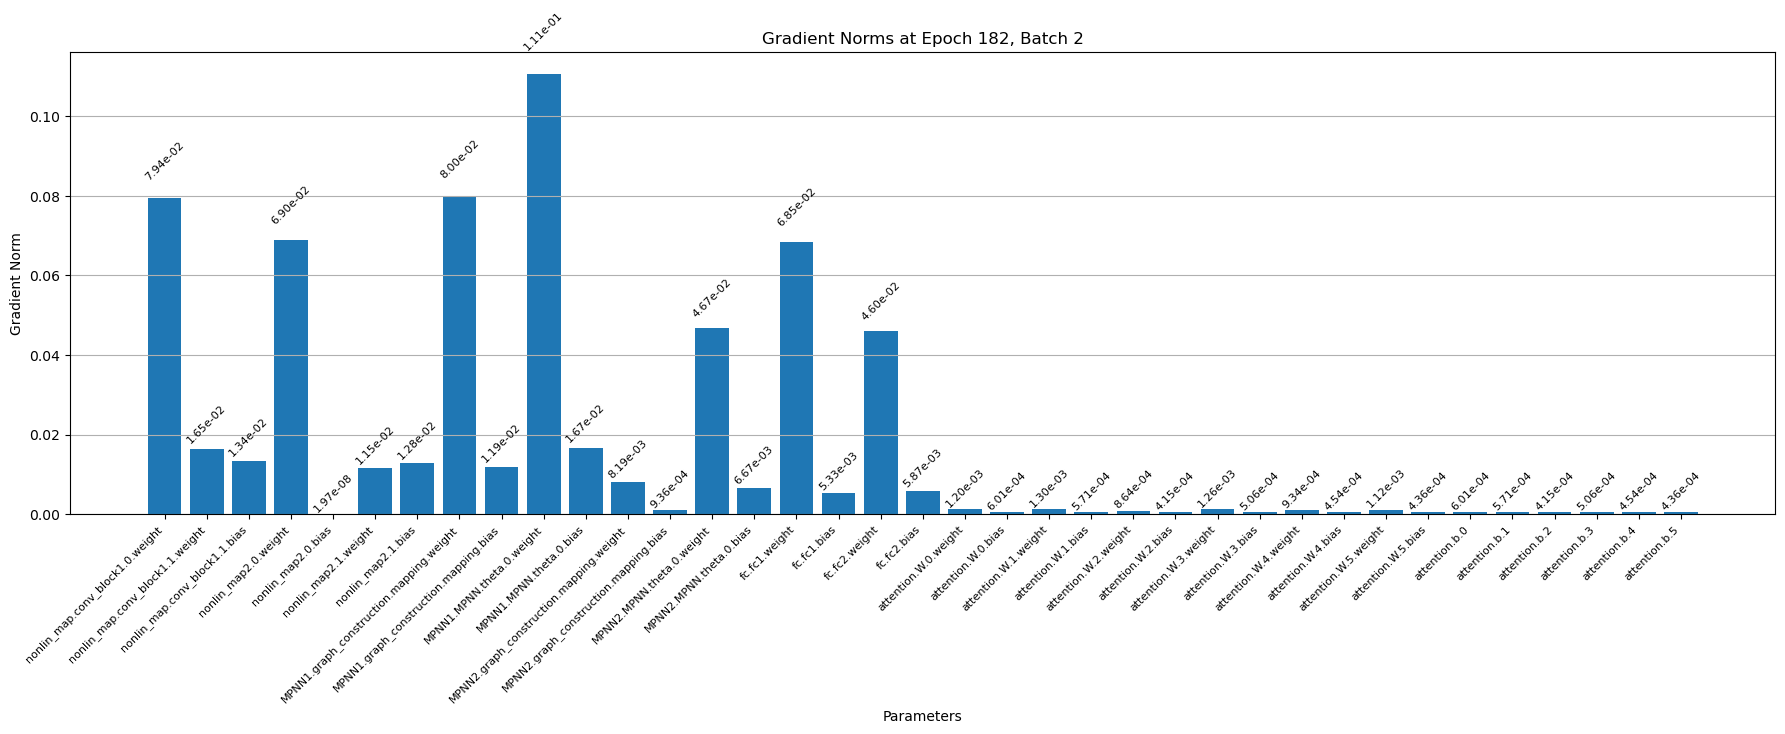 Gradient Norms at Epoch 182, Batch 2
Gradient Norm
0.10
0.08
0.06
0.04
0.02
0.00
7.94e-02
1.65e-02
1.34e-02
6.90e-02
1.97e-08
1.15e-02
1.28e-02
8.00e-02
1.19e-02
1.11e-01
1.67e-02
8.19e-03
9.36e-04
4.67e-02
6.67e-03
6.85e-02
5.33e-03
4.60e-02
5.87e-03
1.20e-03
6.01e-04
1.30e-03
5.71e-04
8.64e-04
4.15e-04
1.26e-03
5.06e-04
9.34e-04
4.54e-04
1.12e-03
4.36e-04
6.01e-04
5.71e-04
4.15e-04
5.06e-04
4.54e-04
4.36e-04
nonlin_map.conv_block1.0.weight
nonlin_map.conv_block1.1.weight
nonlin_map.conv_block1.1.bias
nonlin_map2.0.weight
nonlin_map2.0.bias
nonlin_map2.1.weight
nonlin_map2.1.bias
MPNN1.graph_construction.mapping.weight
MPNN1.graph_construction.mapping.bias
MPNN1.MPNN.theta.0.weight
MPNN1.MPNN.theta.0.bias
MPNN2.graph_construction.mapping.weight
MPNN2.graph_construction.mapping.bias
MPNN2.MPNN.theta.0.weight
MPNN2.MPNN.theta.0.bias
fc.fc1.weight
fc.fc1.bias
fc.fc2.weight
fc.fc2.bias
attention.W.0.weight
attention.W.0.bias
attention.W.1.weight
attention.W.1.bias
attention.W.2.weight
attention.W.2.bias
attention.W.3.weight
attention.W.3.bias
attention.W.4.weight
attention.W.4.bias
attention.W.5.weight
attention.W.5.bias
attention.b.0
attention.b.1
attention.b.2
attention.b.3
attention.b.4
attention.b.5
Parameters